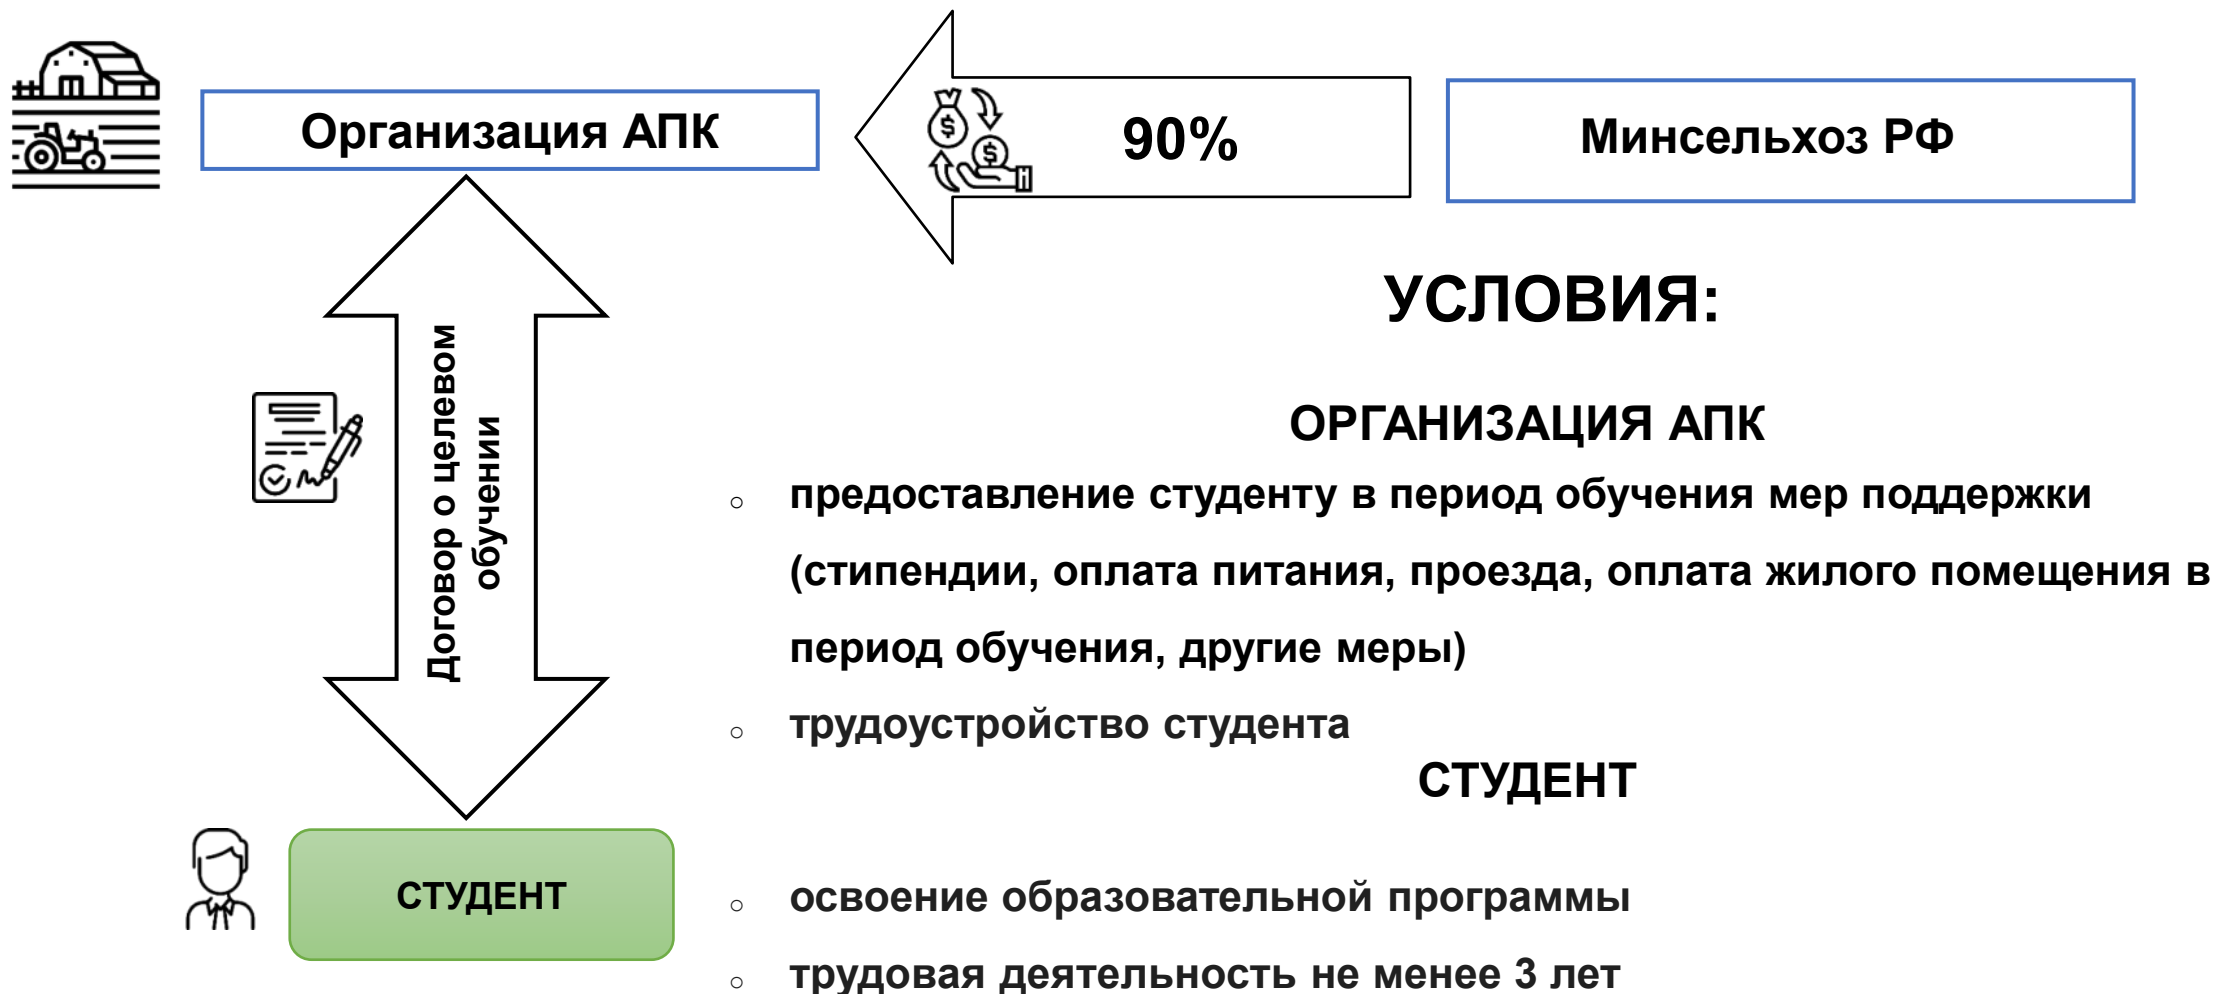 Организация АПК
90%
Минсельхоз РФ
Договор о целевом
обучении
УСЛОВИЯ:
ОРГАНИЗАЦИЯ АПК
предоставление студенту в период обучения мер поддержки
(стипендии, оплата питания, проезда, оплата жилого помещения в
период обучения, другие меры)
трудоустройство студента
СТУДЕНТ
СТУДЕНТ
освоение образовательной программы
трудовая деятельность не менее 3 лет